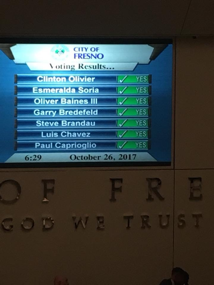 CITY OF
FRESNO
Voting Results...
Clinton Olivier YES
Esmeralda Soria YES
Oliver Baines III YES
Garry Bredefeld YES
Steve Brandau YES
Luis Chavez YES
Paul Caprioglio YES
6:29 October 26, 2017
OF FRE
GOD WE TRUST